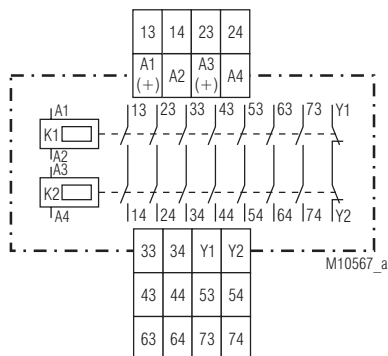 13 14 23 24
A1 (+) A2 A3 (+) A4
A1 13 23 33 43 53 63 73 Y1
K1
A2
A3
K2
A4 14 24 34 44 54 64 74 Y2
33 34 Y1 Y2
M10567_a
43 44 53 54
63 64 73 74